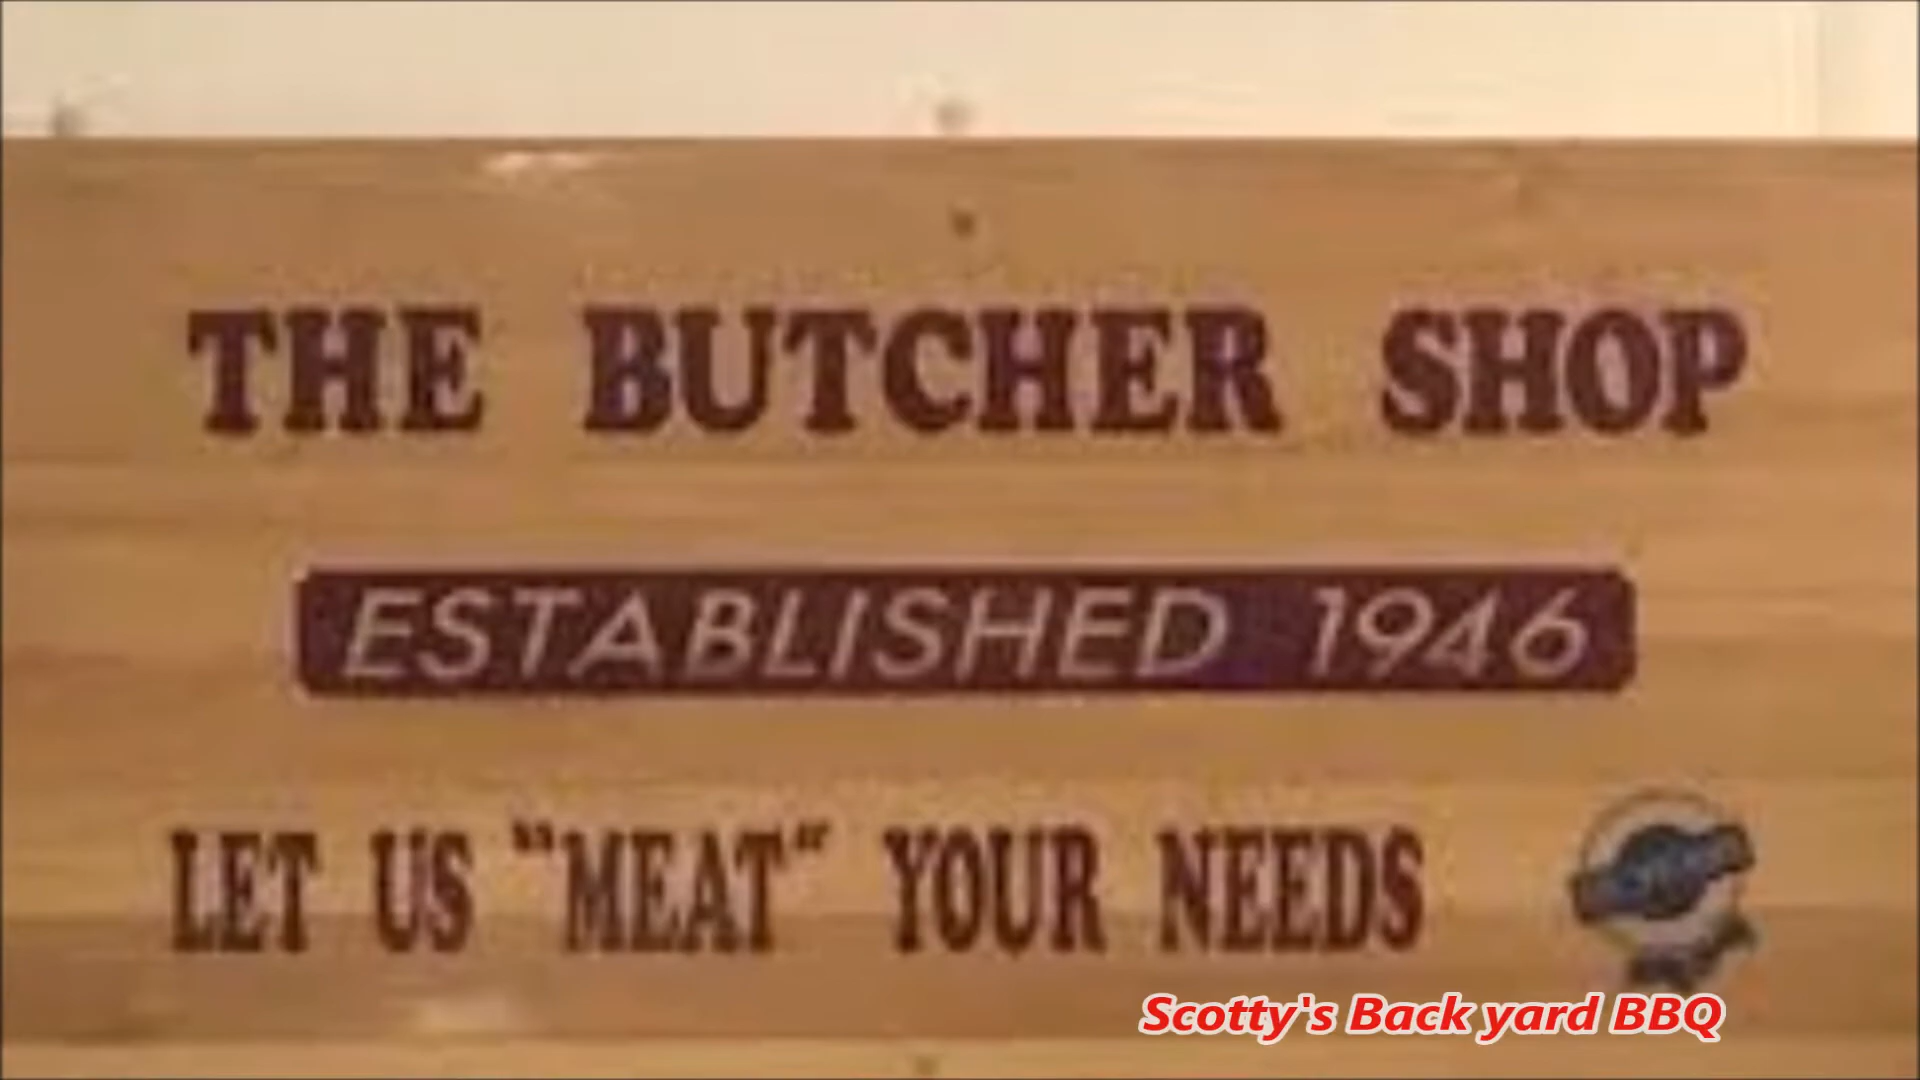 THE BUTCHER SHOP
ESTABLISHED 1946
LET US "MEAT" YOUR NEEDS
Scotty's Back yard BBQ